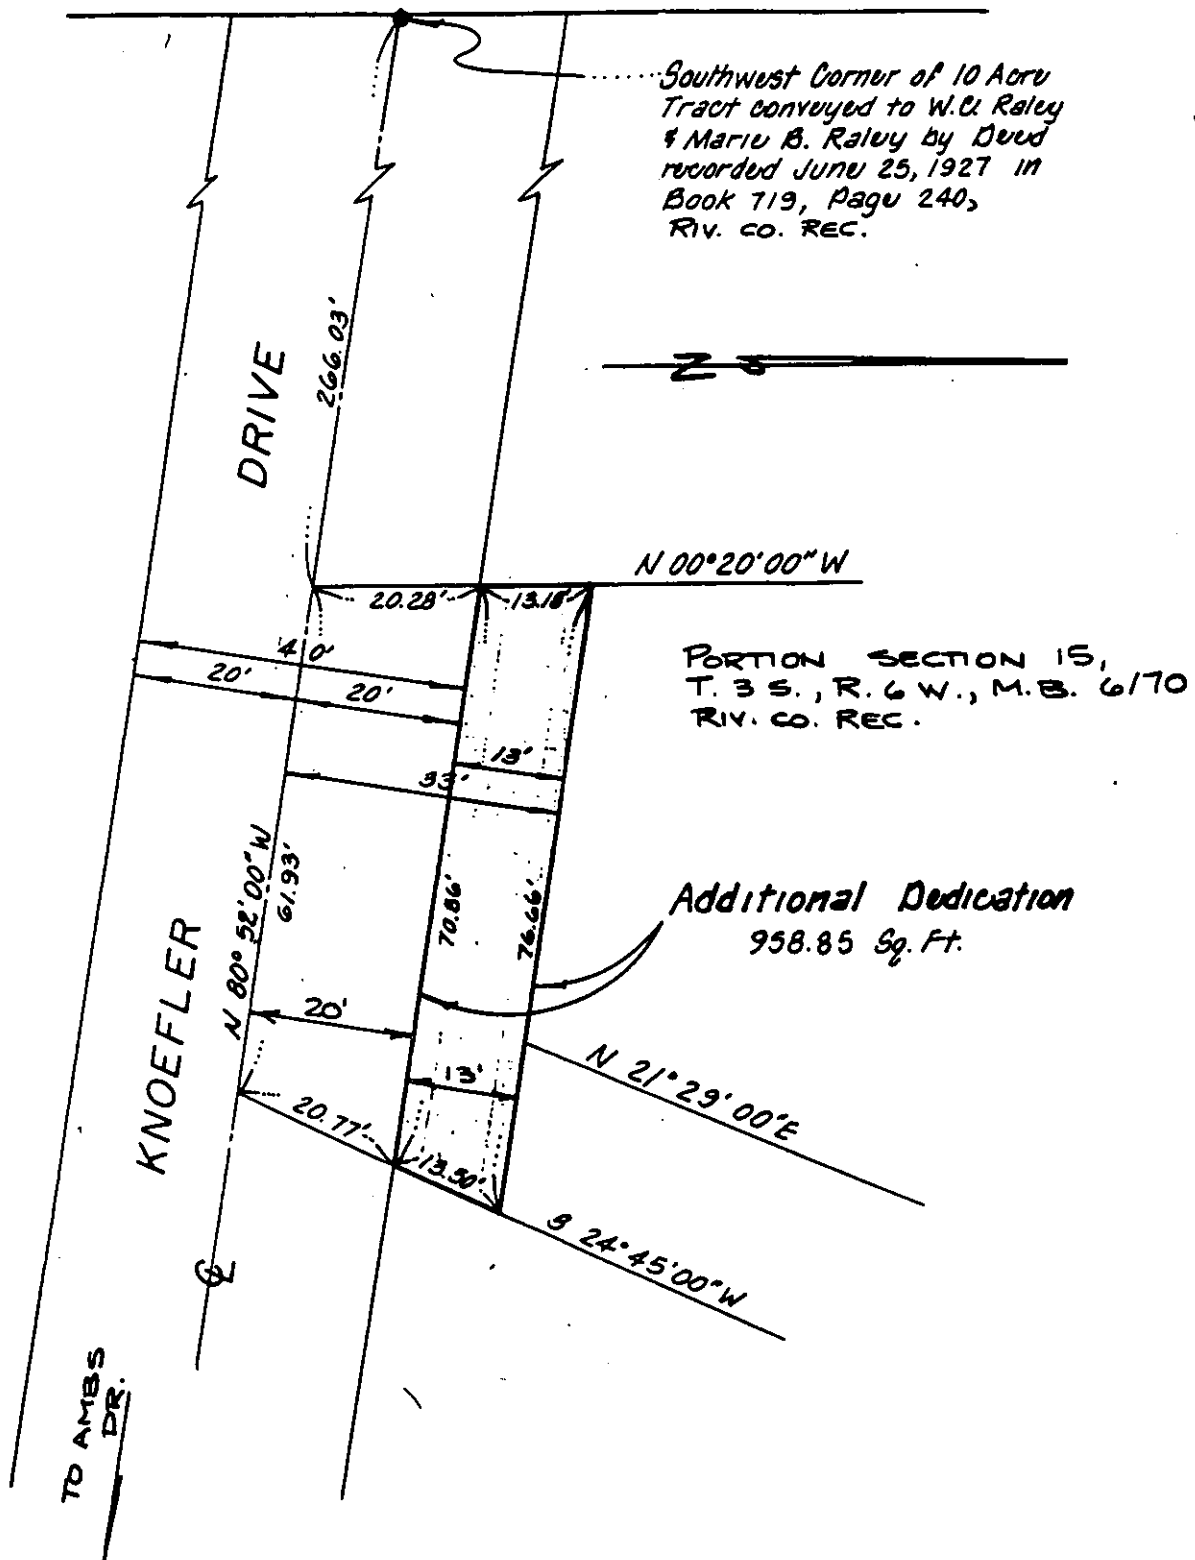 Southwest Corner of 10 Acre
Tract conveyed to W.C. Raley
& Marie B. Raley by Deed
recorded June 25, 1927 in
Book 719, Page 240,
RIV. CO. REC.
266.03'
DRIVE
N
N 00°20'00" W
20.28'
13.18'
40'
20'
20'
PORTION SECTION 15,
T. 3 S., R. 6 W., M.B. 6/70
RIV. CO. REC.
13'
33'
N 80° 52' 00" W
61.93'
70.86'
76.66'
Additional Dedication
958.85 Sq. Ft.
KNOEFLER
20'
13'
N 21° 29' 00" E
20.77'
13.50'
S 24° 45' 00" W
CL
TO AMBS
DR.